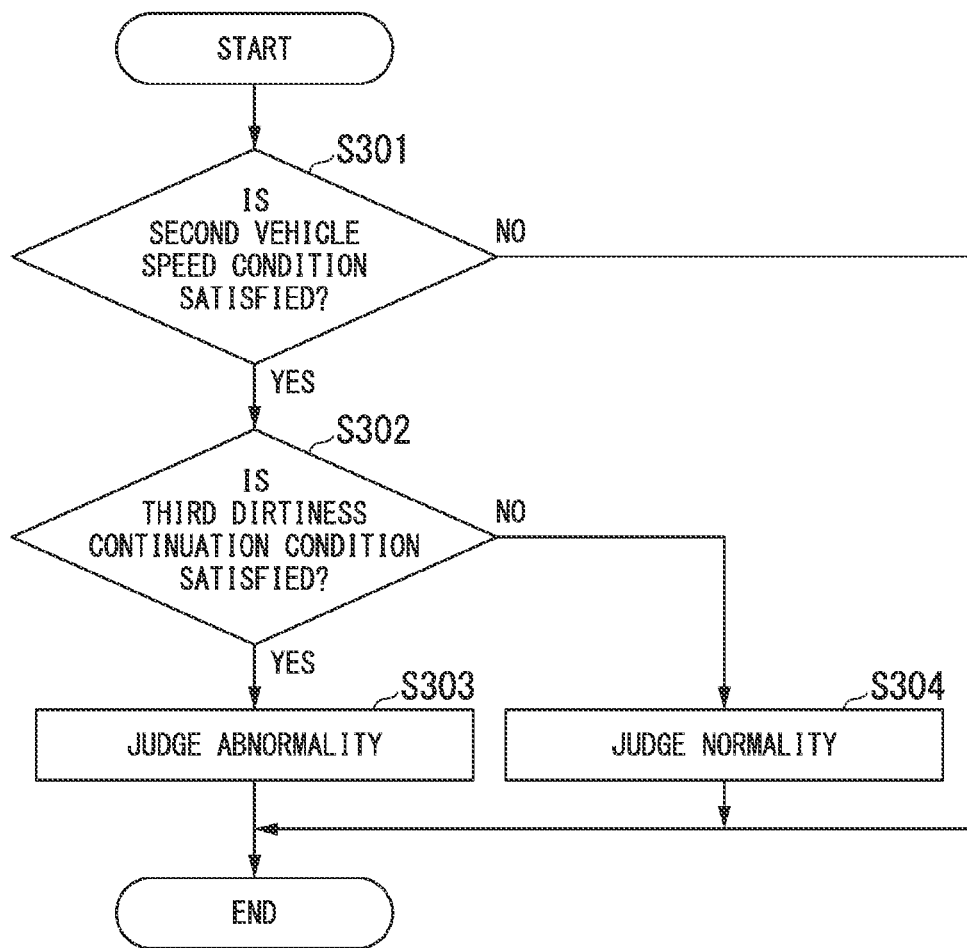 START
S301
IS
SECOND VEHICLE
SPEED CONDITION
SATISFIED?
NO
YES
S302
IS
THIRD DIRTINESS
CONTINUATION CONDITION
SATISFIED?
NO
YES
S303
JUDGE ABNORMALITY
S304
JUDGE NORMALITY
END